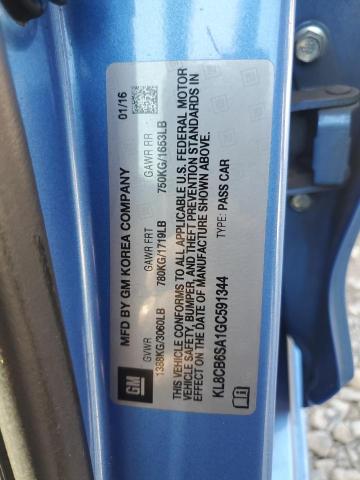 MFD BY GM KOREA COMPANY 01/16
GVWR GAWR FRT GAWR RR
1388KG/3060LB 780KG/1719LB 750KG/1653LB
THIS VEHICLE CONFORMS TO ALL APPLICABLE U.S. FEDERAL MOTOR
VEHICLE SAFETY, BUMPER, AND THEFT PREVENTION STANDARDS IN
EFFECT ON THE DATE OF MANUFACTURE SHOWN ABOVE.
KL8CB6SA1GC591344 TYPE: PASS CAR
GM